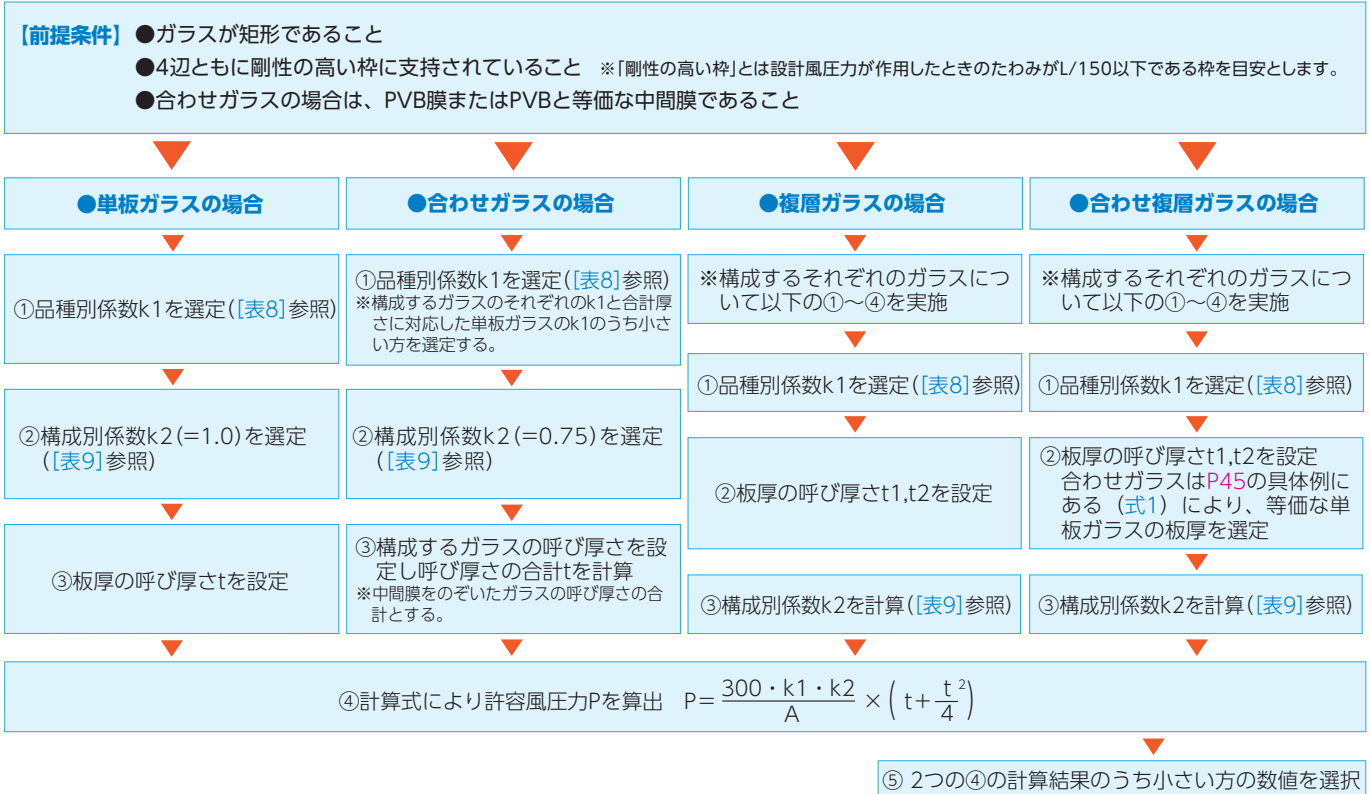 【前提条件】●ガラスが矩形であること
●4辺ともに剛性の高い枠に支持されていること ※「剛性の高い枠」とは設計風圧力が作用したときのたわみがL/150以下である枠を目安とします。
●合わせガラスの場合は、PVB膜またはPVBと等価な中間膜であること
●単板ガラスの場合
①品種別係数k1を選定([表8]参照)
②構成別係数k2(=1.0)を選定
([表9]参照)
③板厚の呼び厚さtを設定
●合わせガラスの場合
①品種別係数k1を選定([表8]参照)
※構成するガラスのそれぞれのk1と合計厚
さに対応した単板ガラスのk1のうち小さ
い方を選定する。
②構成別係数k2(=0.75)を選定
([表9]参照)
③構成するガラスの呼び厚さを設
定し呼び厚さの合計tを計算
※中間膜をのぞいたガラスの呼び厚さの合
計とする。
●複層ガラスの場合
※構成するそれぞれのガラスにつ
いて以下の①〜④を実施
①品種別係数k1を選定([表8]参照)
②板厚の呼び厚さt1,t2を設定
③構成別係数k2を計算([表9]参照)
●合わせ複層ガラスの場合
※構成するそれぞれのガラスにつ
いて以下の①〜④を実施
①品種別係数k1を選定([表8]参照)
②板厚の呼び厚さt1,t2を設定
合わせガラスはP45の具体例に
ある(式1)により、等価な単
板ガラスの板厚を選定
③構成別係数k2を計算([表9]参照)
④計算式により許容風圧力Pを算出 P=300・k1・k2/A×(t+t²/4)
⑤ 2つの④の計算結果のうち小さい方の数値を選択